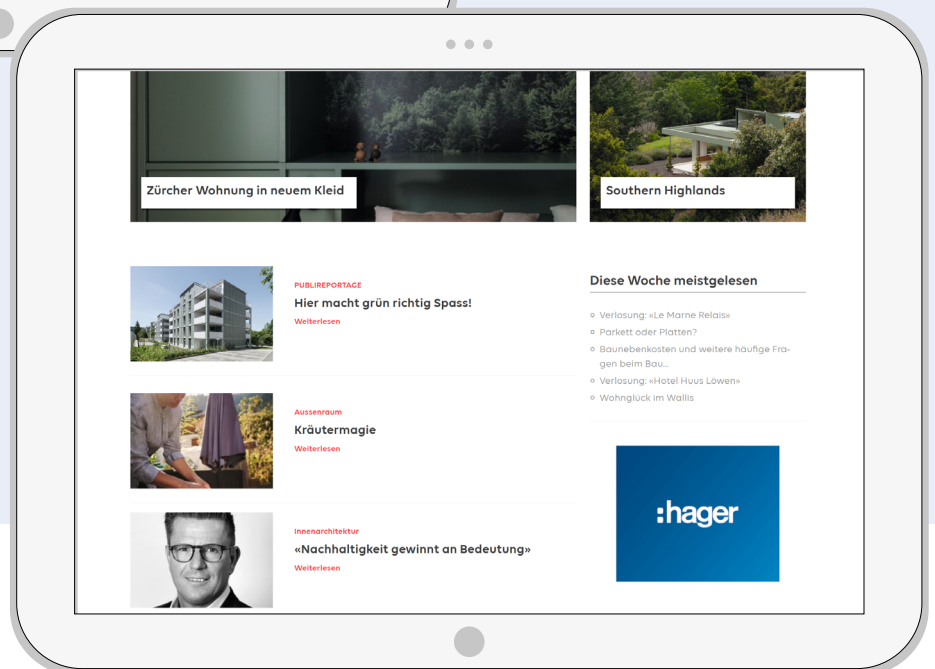 Zürcher Wohnung in neuem Kleid
Southern Highlands
PUBLIREPORTAGE
Hier macht grün richtig Spass!
Weiterlesen
Aussenraum
Kräutermagie
Weiterlesen
Innenarchitektur
«Nachhaltigkeit gewinnt an Bedeutung»
Weiterlesen
Diese Woche meistgelesen
Verlosung: «Le Marne Relais»
Parkett oder Platten?
Baunebenkosten und weitere häufige Fra-
gen beim Bau...
Verlosung: «Hotel Huus Löwen»
Wohnglück im Wallis
:hager